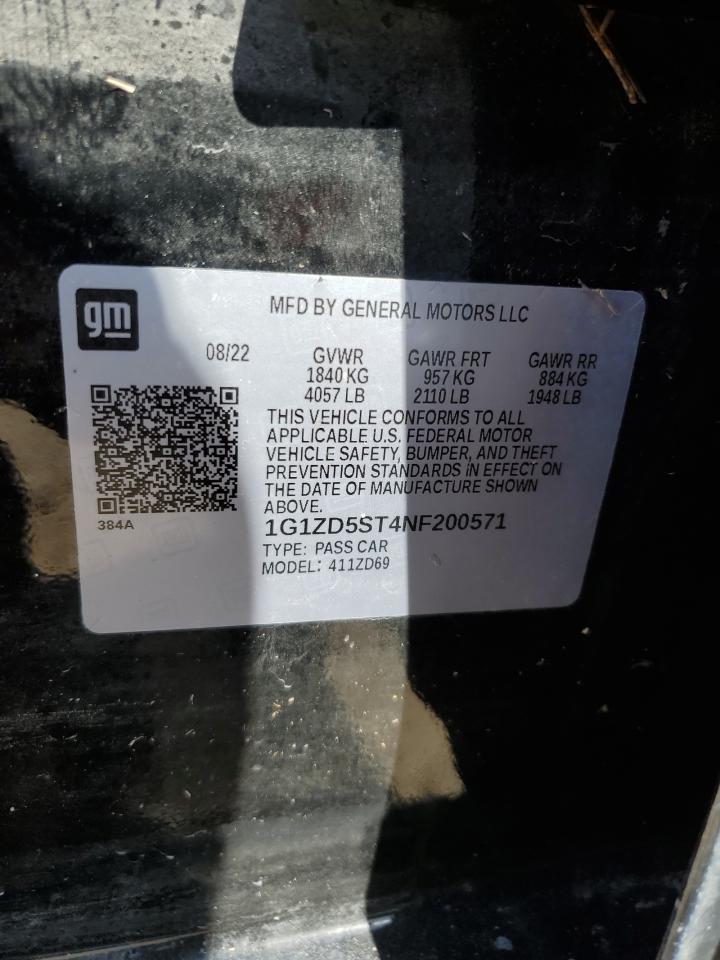 gm
MFD BY GENERAL MOTORS LLC
08/22
GVWR GAWR FRT GAWR RR
1840 KG 957 KG 884 KG
4057 LB 2110 LB 1948 LB
THIS VEHICLE CONFORMS TO ALL
APPLICABLE U.S. FEDERAL MOTOR
VEHICLE SAFETY, BUMPER, AND THEFT
PREVENTION STANDARDS IN EFFECT ON
THE DATE OF MANUFACTURE SHOWN
ABOVE.
384A
1G1ZD5ST4NF200571
TYPE: PASS CAR
MODEL: 411ZD69